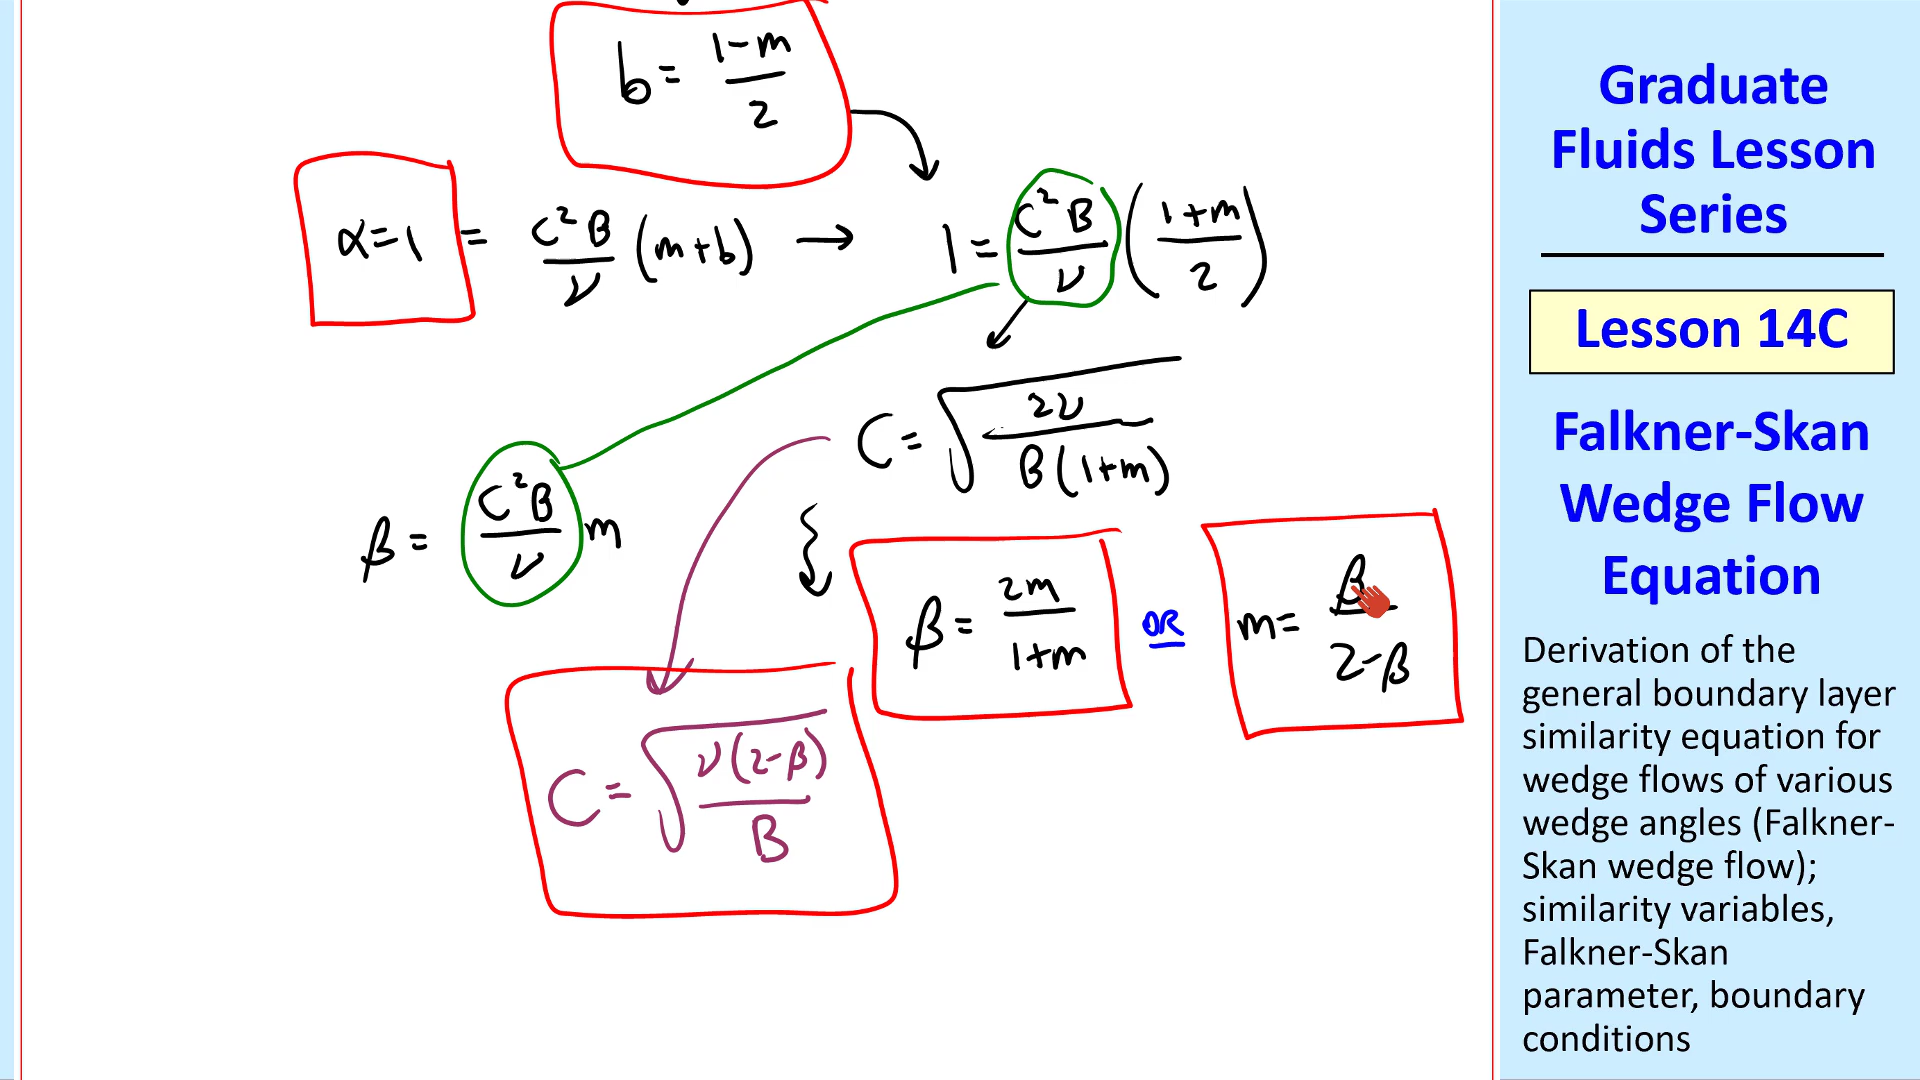 b = (1-m)/2
α=1 = C²B/ν (m+b) → 1 = C²B/ν ((1+m)/2)
C = √(2ν/(B(1+m)))
β = C²B/ν m
β = 2m/(1+m) OR m = β/(2-β)
C = √(ν(2-β)/B)
Graduate
Fluids Lesson
Series
Lesson 14C
Falkner-Skan
Wedge Flow
Equation
Derivation of the
general boundary layer
similarity equation for
wedge flows of various
wedge angles (Falkner-
Skan wedge flow);
similarity variables,
Falkner-Skan
parameter, boundary
conditions